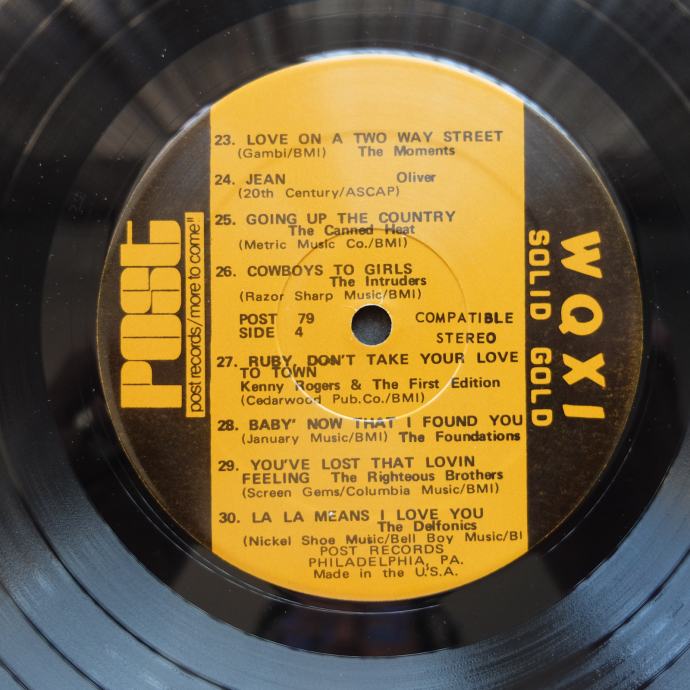 23. LOVE ON A TWO WAY STREET
(Gambi/BMI) The Moments
24. JEAN Oliver
(20th Century/ASCAP)
25. GOING UP THE COUNTRY
The Canned Heat
(Metric Music Co./BMI)
26. COWBOYS TO GIRLS
The Intruders
(Razor Sharp Music/BMI)
POST 79 COMPATIBLE
SIDE 4 STEREO
27. RUBY, DON'T TAKE YOUR LOVE
TO TOWN
Kenny Rogers & The First Edition
(Cedarwood Pub.Co./BMI)
28. BABY' NOW THAT I FOUND YOU
(January Music/BMI) The Foundations
29. YOU'VE LOST THAT LOVIN
FEELING The Righteous Brothers
(Screen Gems/Columbia Music/BMI)
30. LA LA MEANS I LOVE YOU
The Delfonics
(Nickel Shoe Music/Bell Boy Music/BI
POST RECORDS
PHILADELPHIA, PA.
Made in the U.S.A.
POST
post records/more to come"
WQXI
SOLID GOLD